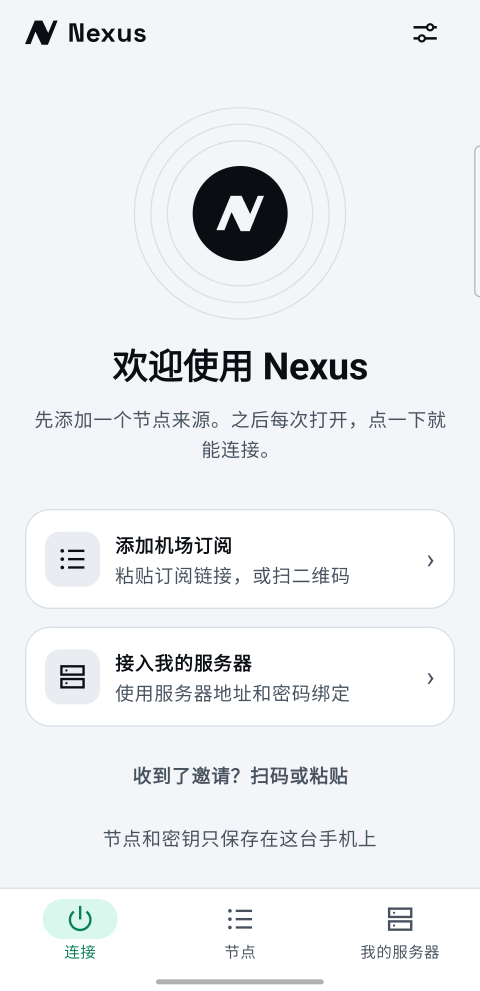 Nexus
欢迎使用 Nexus
先添加一个节点来源。之后每次打开，点一下就
能连接。
添加机场订阅
粘贴订阅链接，或扫二维码
接入我的服务器
使用服务器地址和密码绑定
收到了邀请？扫码或粘贴
节点和密钥只保存在这台手机上
连接
节点
我的服务器